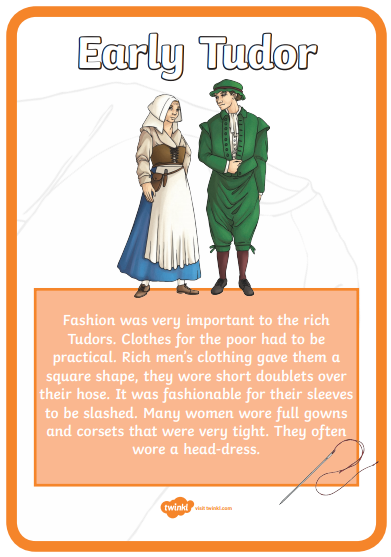 Early Tudor
Fashion was very important to the rich
Tudors. Clothes for the poor had to be
practical. Rich men's clothing gave them a
square shape, they wore short doublets over
their hose. It was fashionable for their sleeves
to be slashed. Many women wore full gowns
and corsets that were very tight. They often
wore a head-dress.
twinkl visit twinkl.com